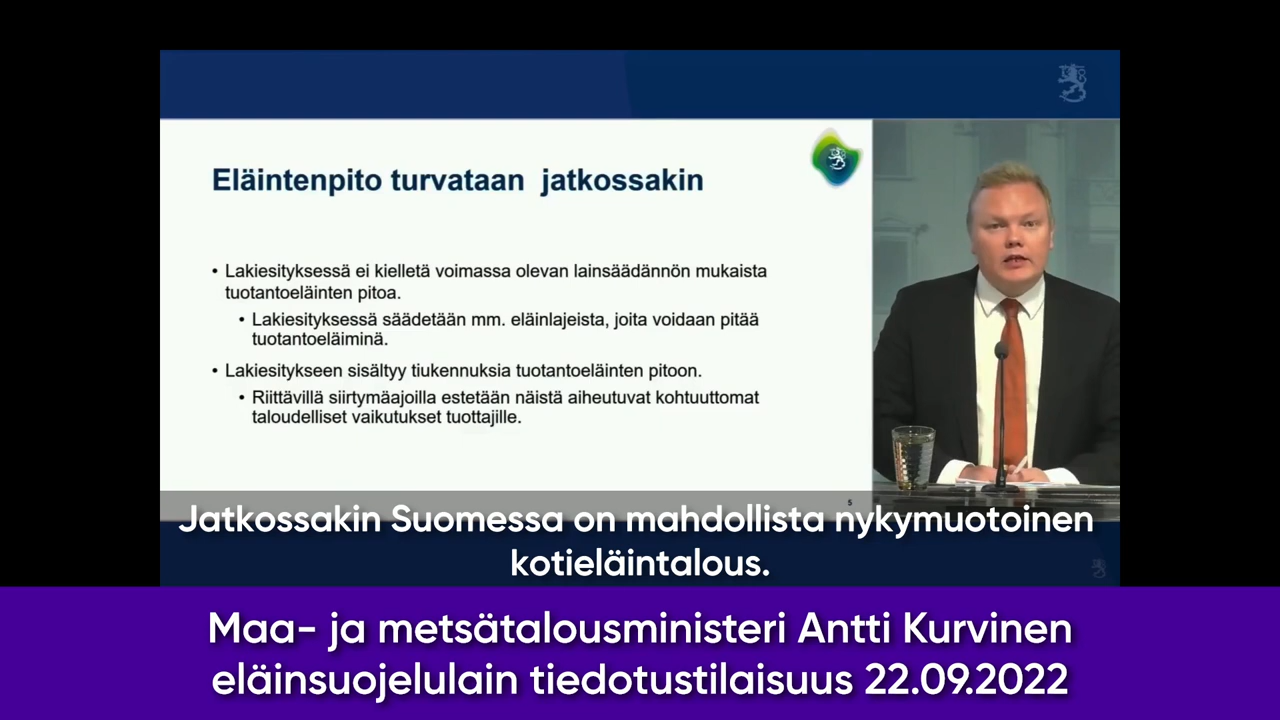 Eläintenpito turvataan jatkossakin
• Lakiesityksessä ei kielletä voimassa olevan lainsäädännön mukaista
tuotantoeläinten pitoa.
• Lakiesityksessä säädetään mm. eläinlajeista, joita voidaan pitää
tuotantoeläiminä.
• Lakiesitykseen sisältyy tiukennuksia tuotantoeläinten pitoon.
• Riittävillä siirtymäajoilla estetään näistä aiheutuvat kohtuuttomat
taloudelliset vaikutukset tuottajille.
5
Jatkossakin Suomessa on mahdollista nykymuotoinen
kotieläintalous.
Maa- ja metsätalousministeri Antti Kurvinen
eläinsuojelulain tiedotustilaisuus 22.09.2022